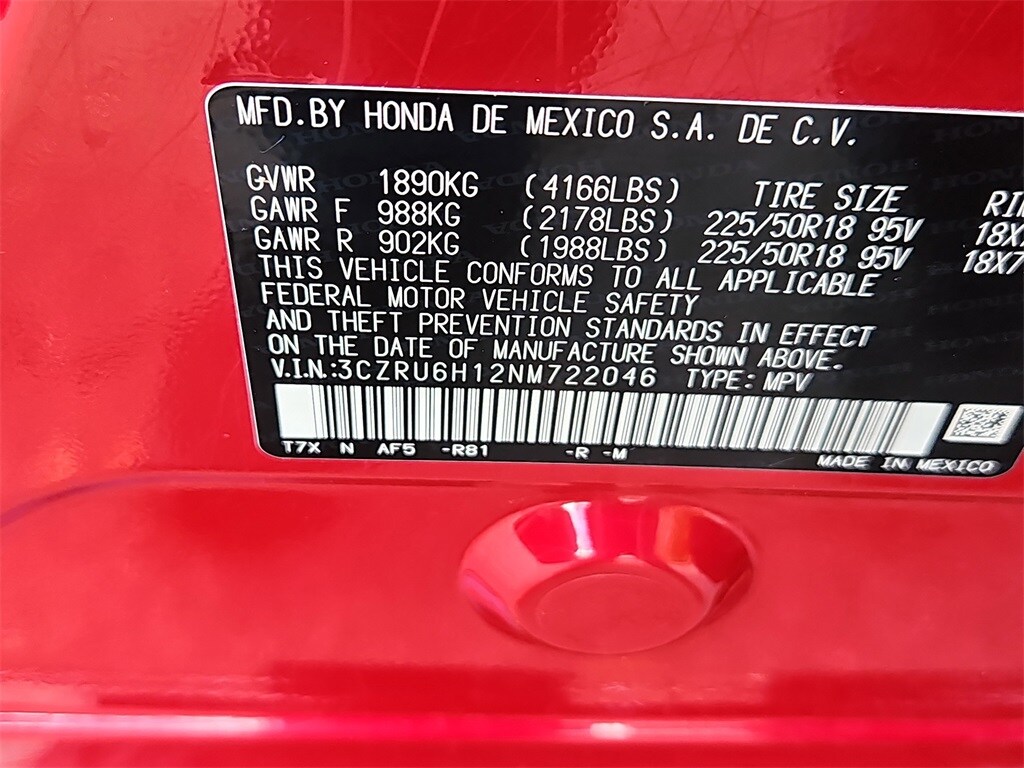 MFD.BY HONDA DE MEXICO S.A. DE C.V.
GVWR 1890KG (4166LBS) TIRE SIZE
GAWR F 988KG (2178LBS) 225/50R18 95V
GAWR R 902KG (1988LBS) 225/50R18 95V 18X7
THIS VEHICLE CONFORMS TO ALL APPLICABLE
FEDERAL MOTOR VEHICLE SAFETY
AND THEFT PREVENTION STANDARDS IN EFFECT
ON THE DATE OF MANUFACTURE SHOWN ABOVE.
V.I.N.:3CZRU6H12NM722046 TYPE:MPV
T7X N AF5 -R81 -R -M
MADE IN MEXICO